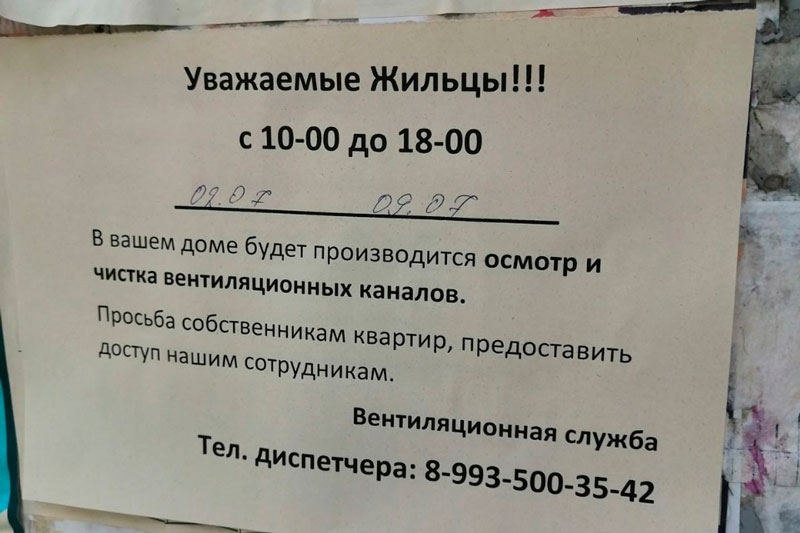 Уважаемые Жильцы!!!
с 10-00 до 18-00
02.07 09.07
В вашем доме будет производится осмотр и
чистка вентиляционных каналов.
Просьба собственникам квартир, предоставить
доступ нашим сотрудникам.
Вентиляционная служба
Тел. диспетчера: 8-993-500-35-42